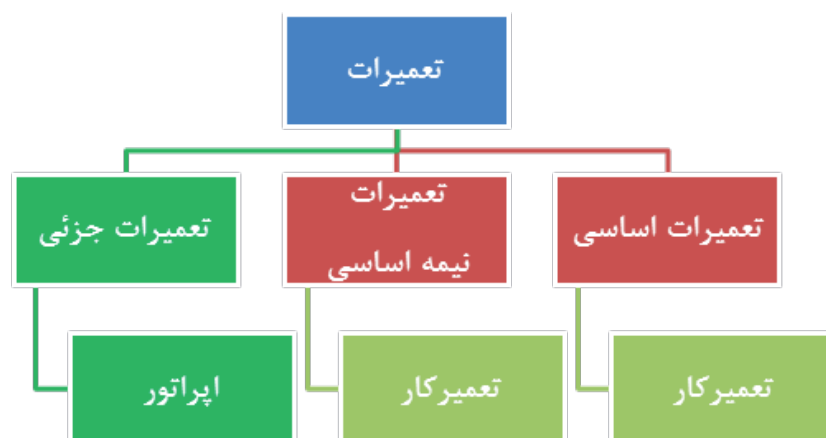 تعمیرات
تعمیرات اساسی
تعمیرات
نیمه اساسی
تعمیرات جزئی
تعمیرکار
تعمیرکار
اپراتور